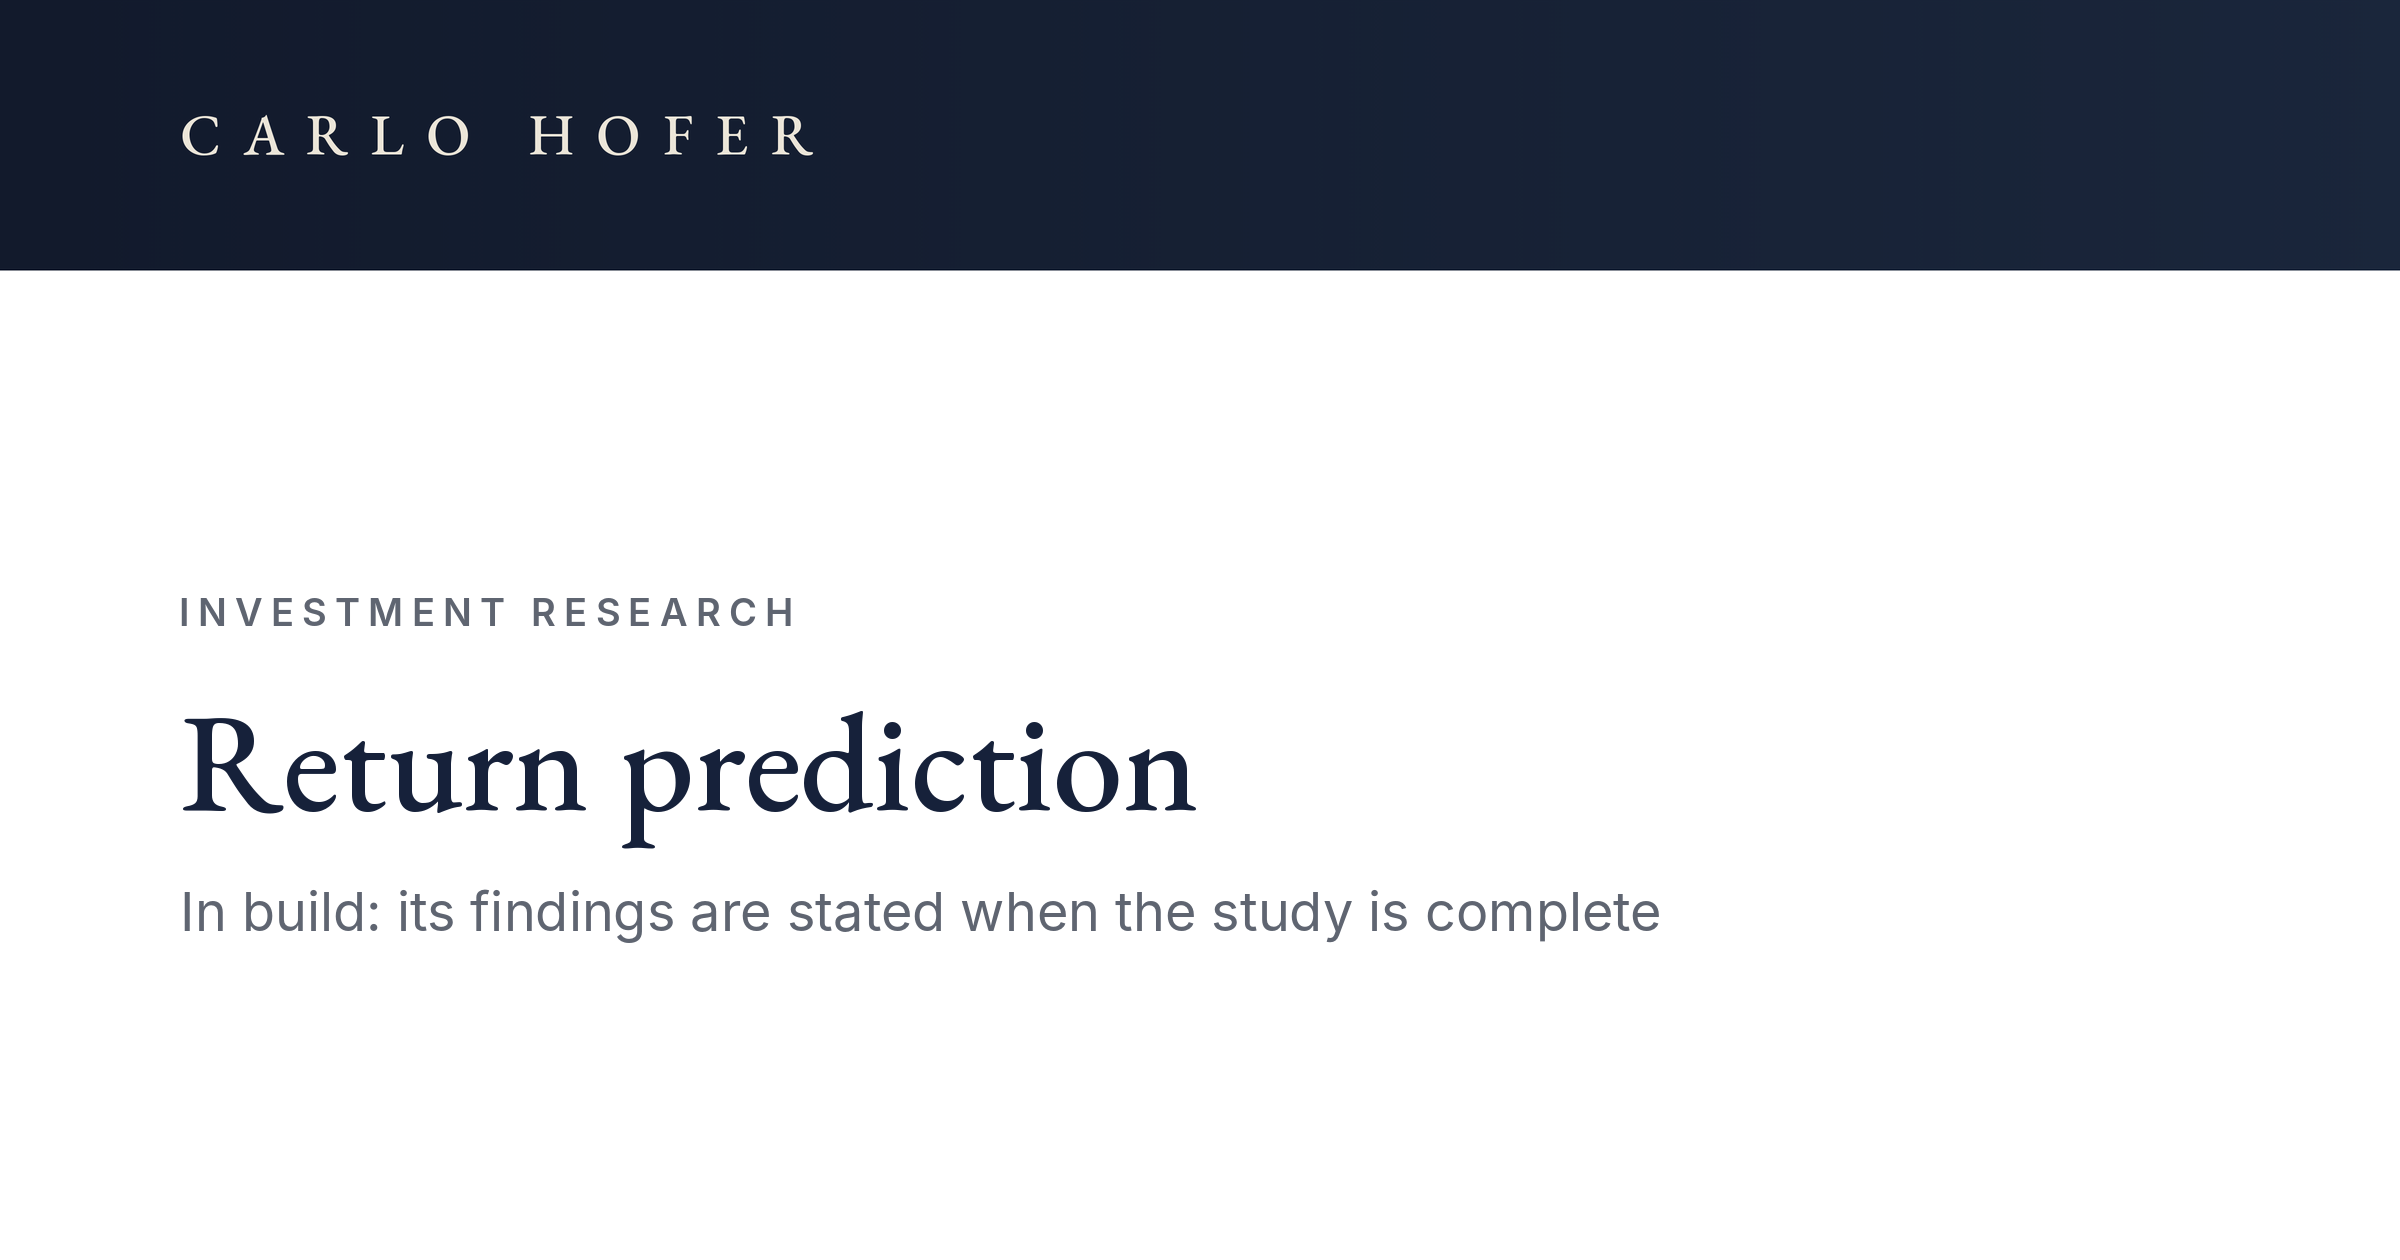 CARLO HOFER
INVESTMENT RESEARCH
Return prediction
In build: its findings are stated when the study is complete